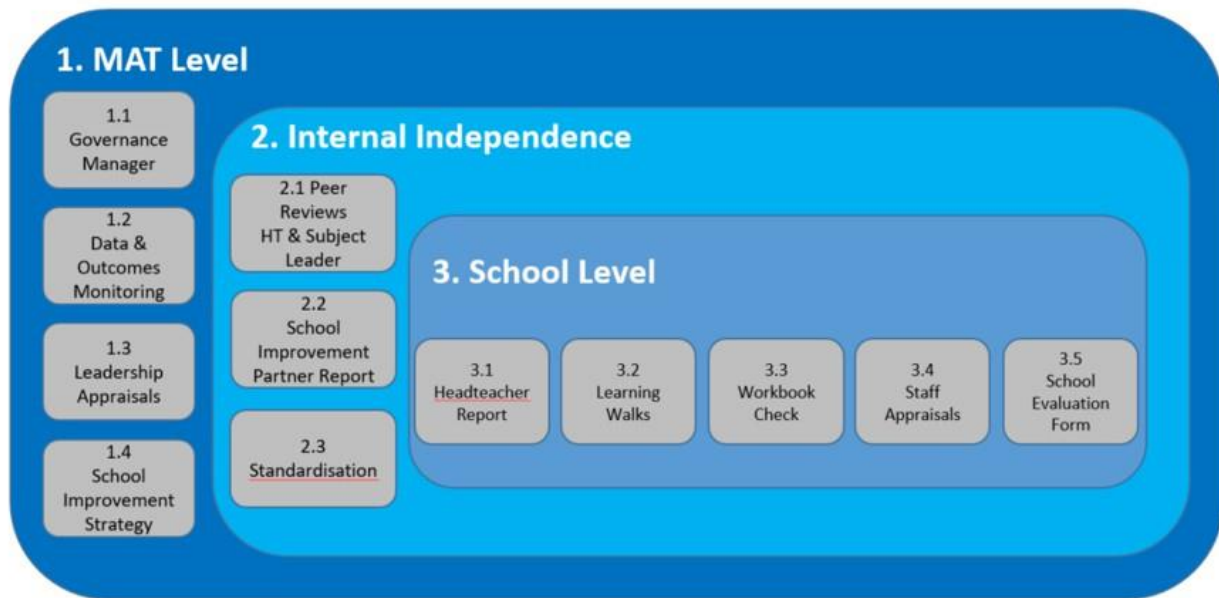 1. MAT Level
1.1
Governance
Manager
1.2
Data &
Outcomes
Monitoring
1.3
Leadership
Appraisals
1.4
School
Improvement
Strategy
2. Internal Independence
2.1 Peer
Reviews
HT & Subject
Leader
2.2
School
Improvement
Partner Report
2.3
Standardisation
3. School Level
3.1
Headteacher
Report
3.2
Learning
Walks
3.3
Workbook
Check
3.4
Staff
Appraisals
3.5
School
Evaluation
Form